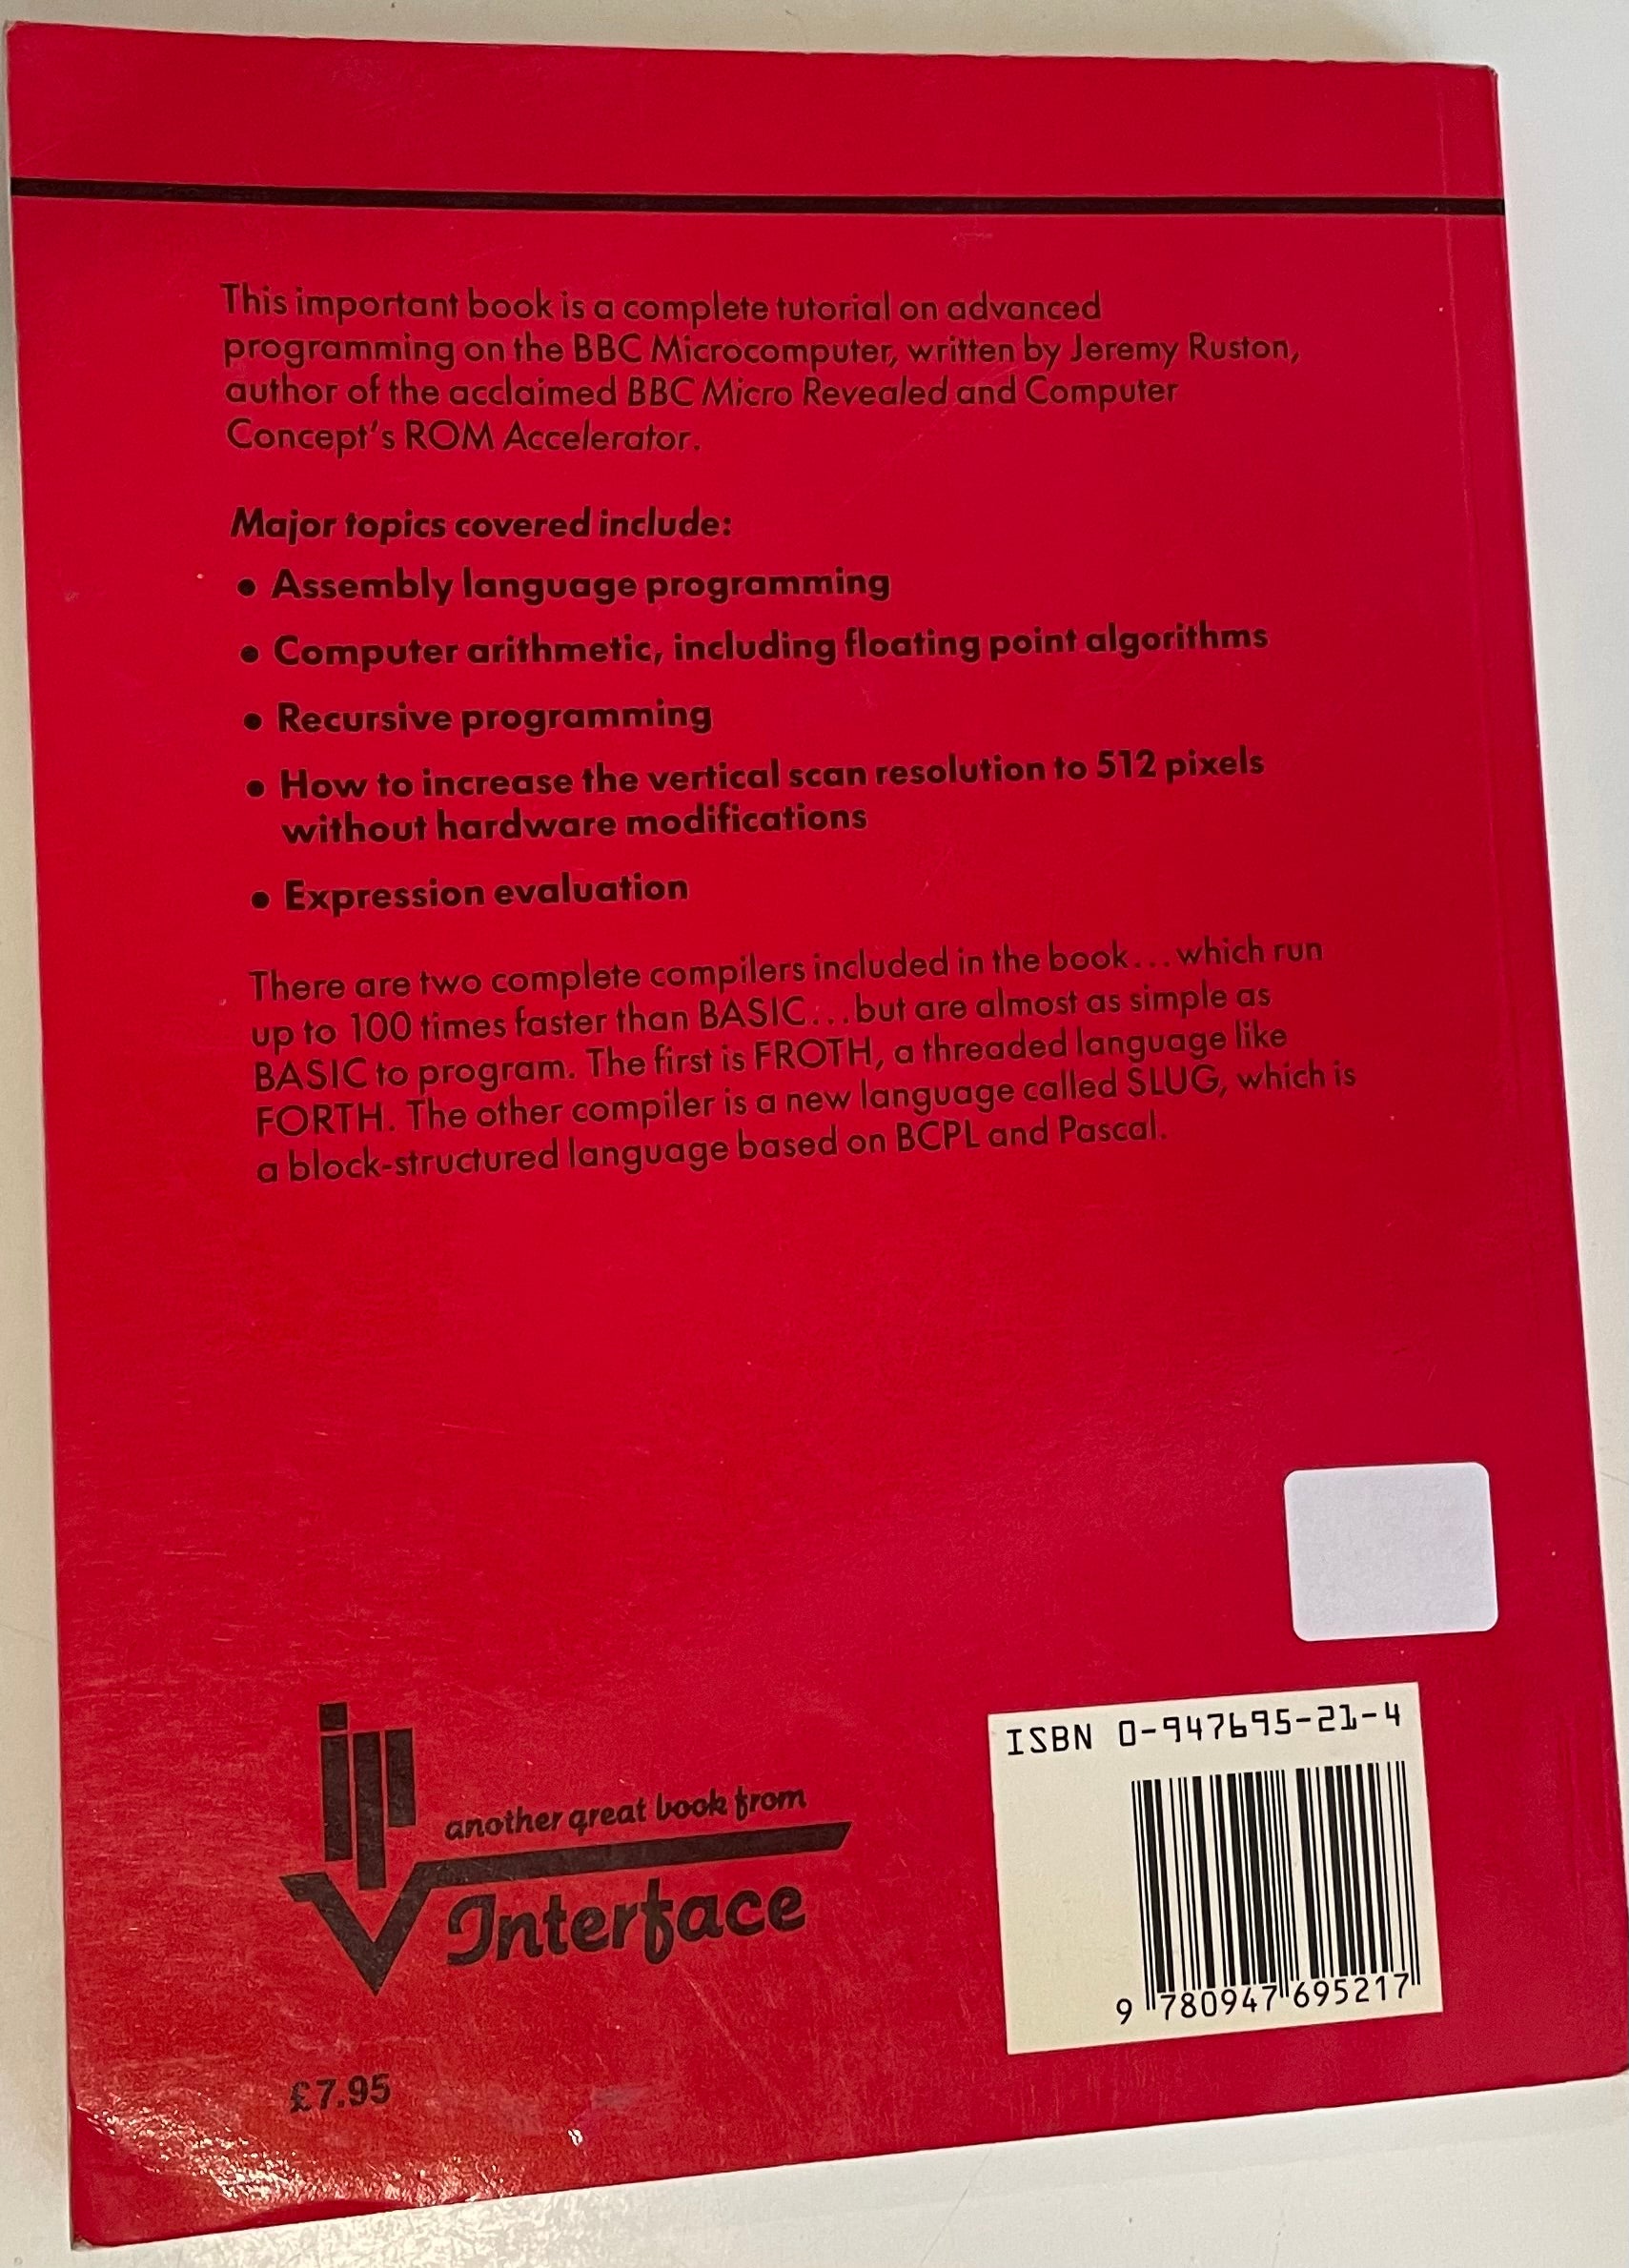 This important book is a complete tutorial on advanced
programming on the BBC Microcomputer, written by Jeremy Ruston,
author of the acclaimed BBC Micro Revealed and Computer
Concept's ROM Accelerator.
Major topics covered include:
• Assembly language programming
• Computer arithmetic, including floating point algorithms
• Recursive programming
• How to increase the vertical scan resolution to 512 pixels
without hardware modifications
• Expression evaluation
There are two complete compilers included in the book...which run
up to 100 times faster than BASIC...but are almost as simple as
BASIC to program. The first is FROTH, a threaded language like
FORTH. The other compiler is a new language called SLUG, which is
a block-structured language based on BCPL and Pascal.
another great book from
Interface
£7.95
ISBN 0-947695-21-4
9 780947 695217